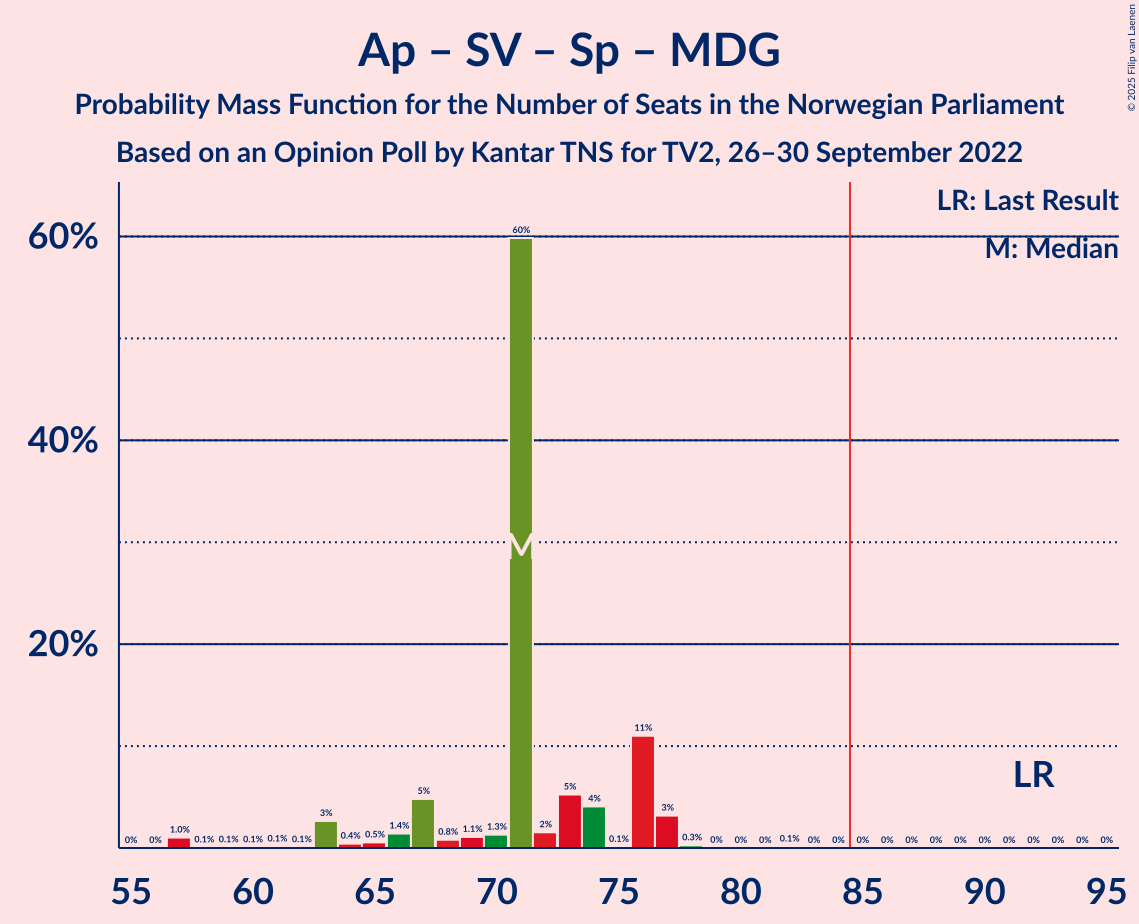 Ap – SV – Sp – MDG
Probability Mass Function for the Number of Seats in the Norwegian Parliament
Based on an Opinion Poll by Kantar TNS for TV2, 26–30 September 2022
© 2025 Filip van Laenen
LR: Last Result
M: Median
60%
40%
20%
0% 0% 1.0% 0.1% 0.1% 0.1% 0.1% 0.1% 3% 0.4% 0.5% 1.4% 5% 0.8% 1.1% 1.3% 60% 2% 5% 4% 0.1% 11% 3% 0.3% 0% 0% 0% 0.1% 0% 0% 0% 0% 0% 0% 0% 0% 0% 0% 0% 0% 0%
M
LR
55 60 65 70 75 80 85 90 95